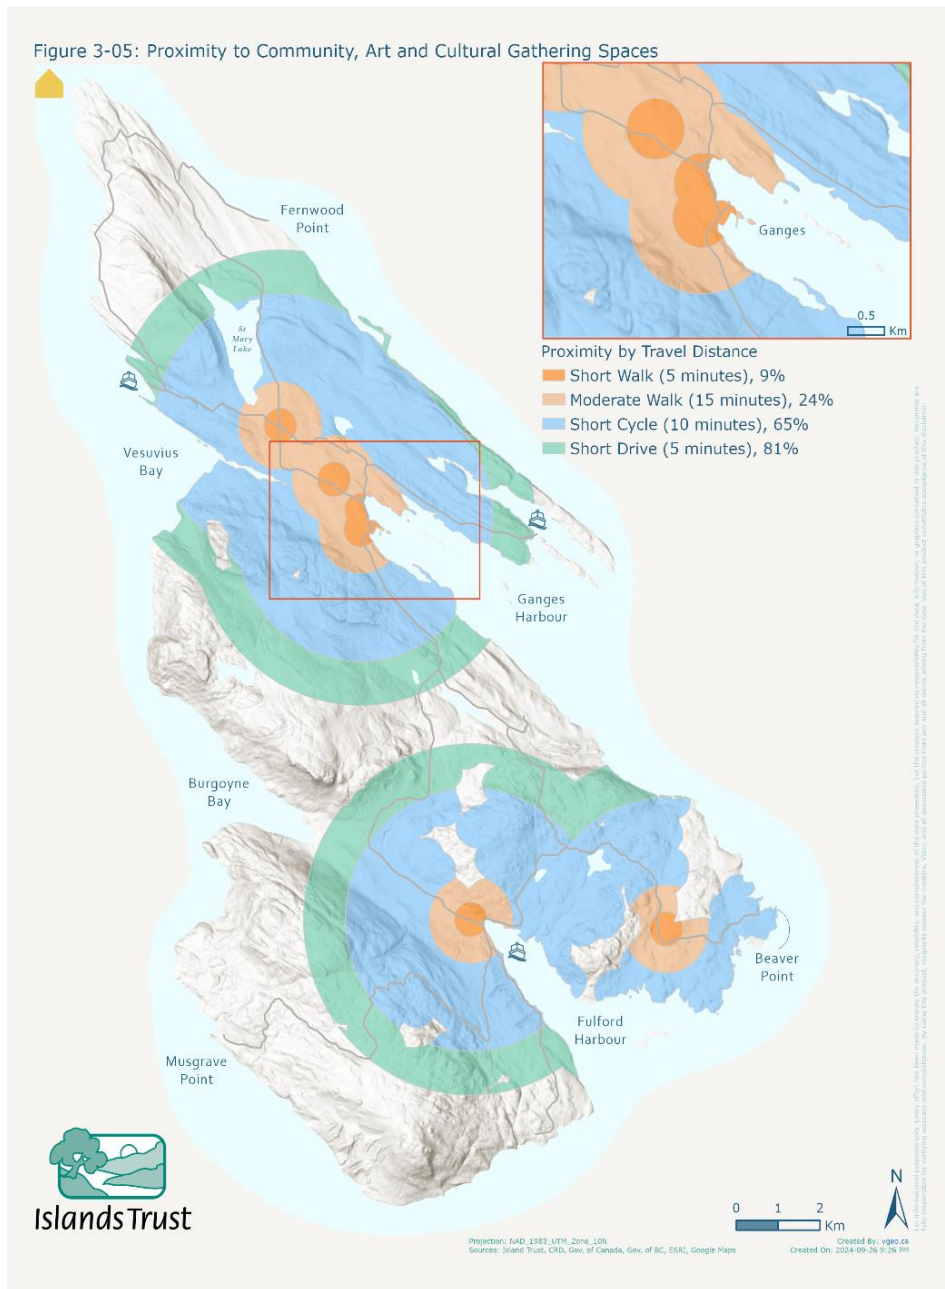 Figure 3-05: Proximity to Community, Art and Cultural Gathering Spaces
Ganges
0.5
Km
Proximity by Travel Distance
Short Walk (5 minutes), 9%
Moderate Walk (15 minutes), 24%
Short Cycle (10 minutes), 65%
Short Drive (5 minutes), 81%
Fernwood
Point
St
Mary
Lake
Vesuvius
Bay
Ganges
Harbour
Burgoyne
Bay
Beaver
Point
Fulford
Harbour
Musgrave
Point
Islands Trust
N
0 1 2
Km
Projection: NAD_1983_UTM_Zone_10N
Sources: Island Trust, CRD, Gov. of Canada, Gov. of BC, ESRI, Google Maps
Created By: vgeo.ca
Created On: 2024-09-26 9:26 PM